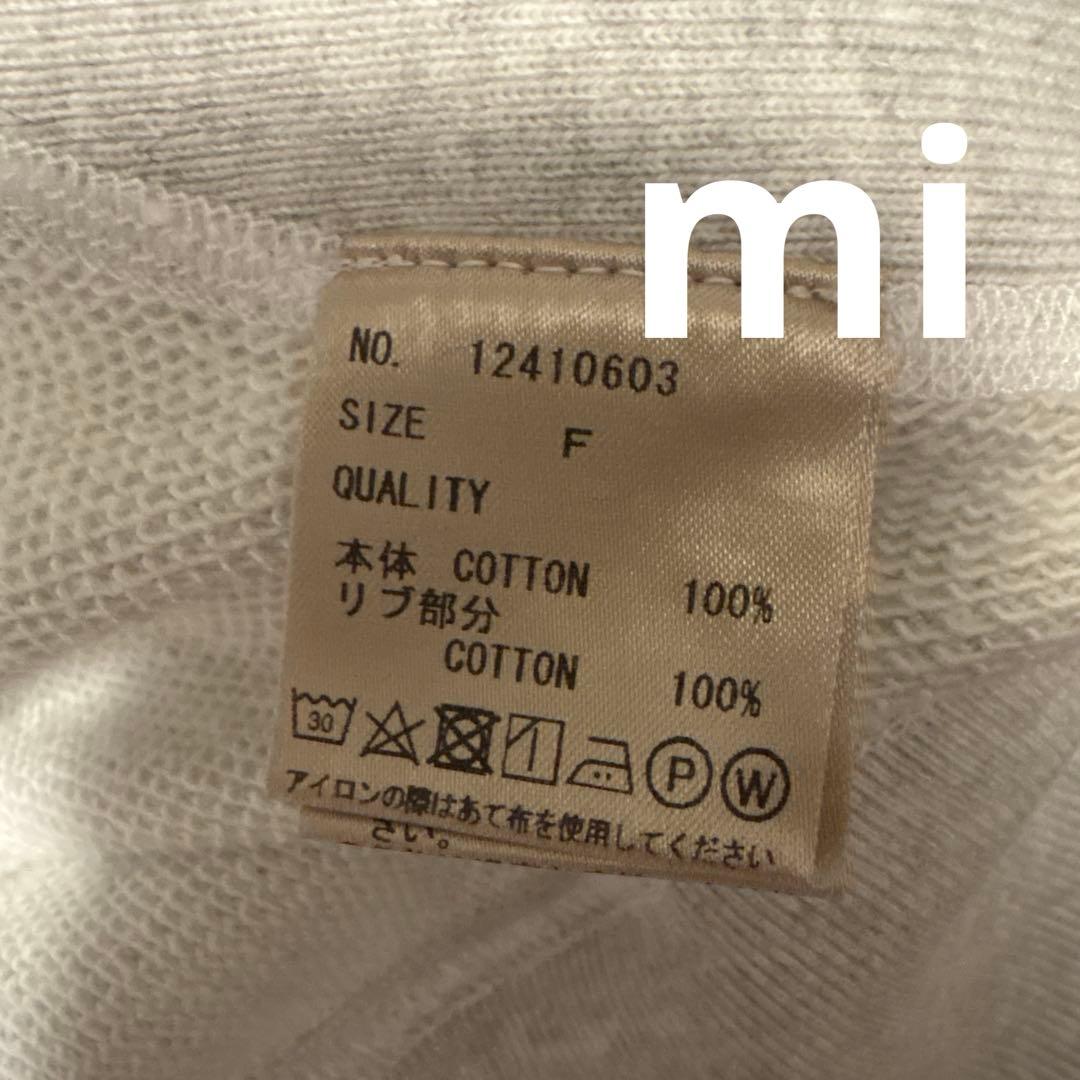 mi
NO. 12410603
SIZE F
QUALITY
本体 COTTON 100%
リブ部分
COTTON 100%
30
P W
アイロンの際はあて布を使用してください
さい。